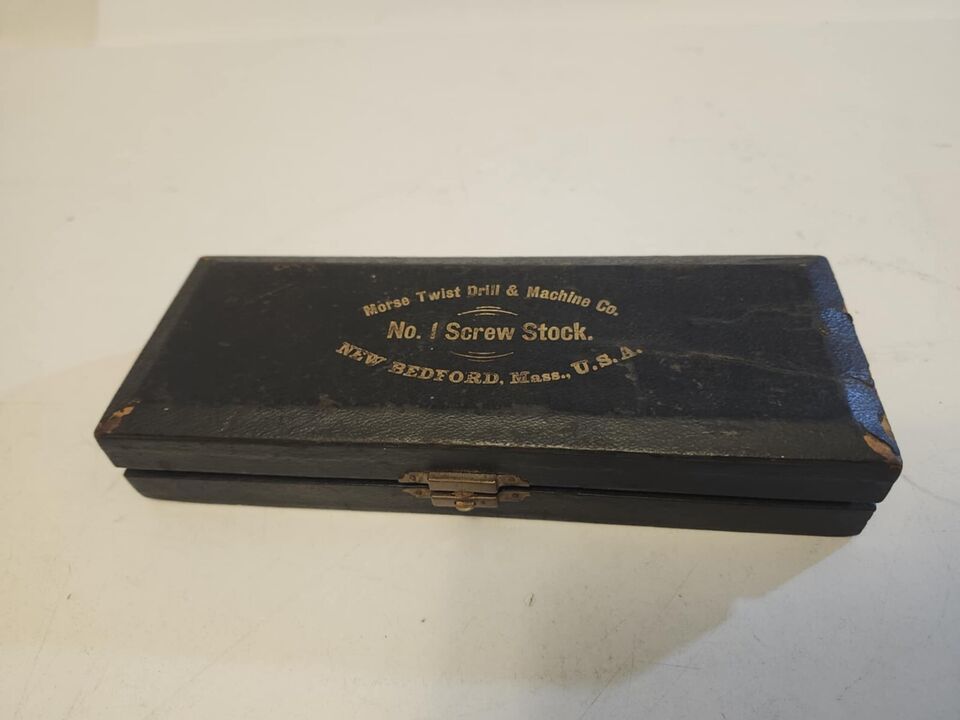 Morse Twist Drill & Machine Co.
No. 1 Screw Stock.
NEW BEDFORD, Mass., U.S.A.